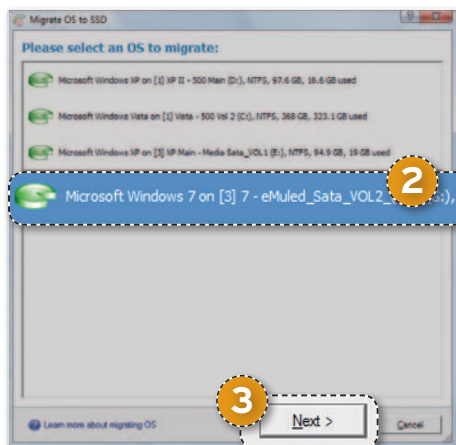 Migrate OS to SSD
Please select an OS to migrate:
Microsoft Windows XP on [1] XP II - 500 Main (D:), NTFS, 97.6 GB, 16.6 GB used
Microsoft Windows Vista on [1] Vista - 500 Vol 2 (C:), NTFS, 368 GB, 323.1 GB used
Microsoft Windows XP on [3] XP Main - Media Sata_VOL1 (E:), NTFS, 94.9 GB, 19 GB used
Microsoft Windows 7 on [3] 7 - eMuled_Sata_VOL2_ G:),
2
3
Next >
Learn more about migrating OS
Cancel